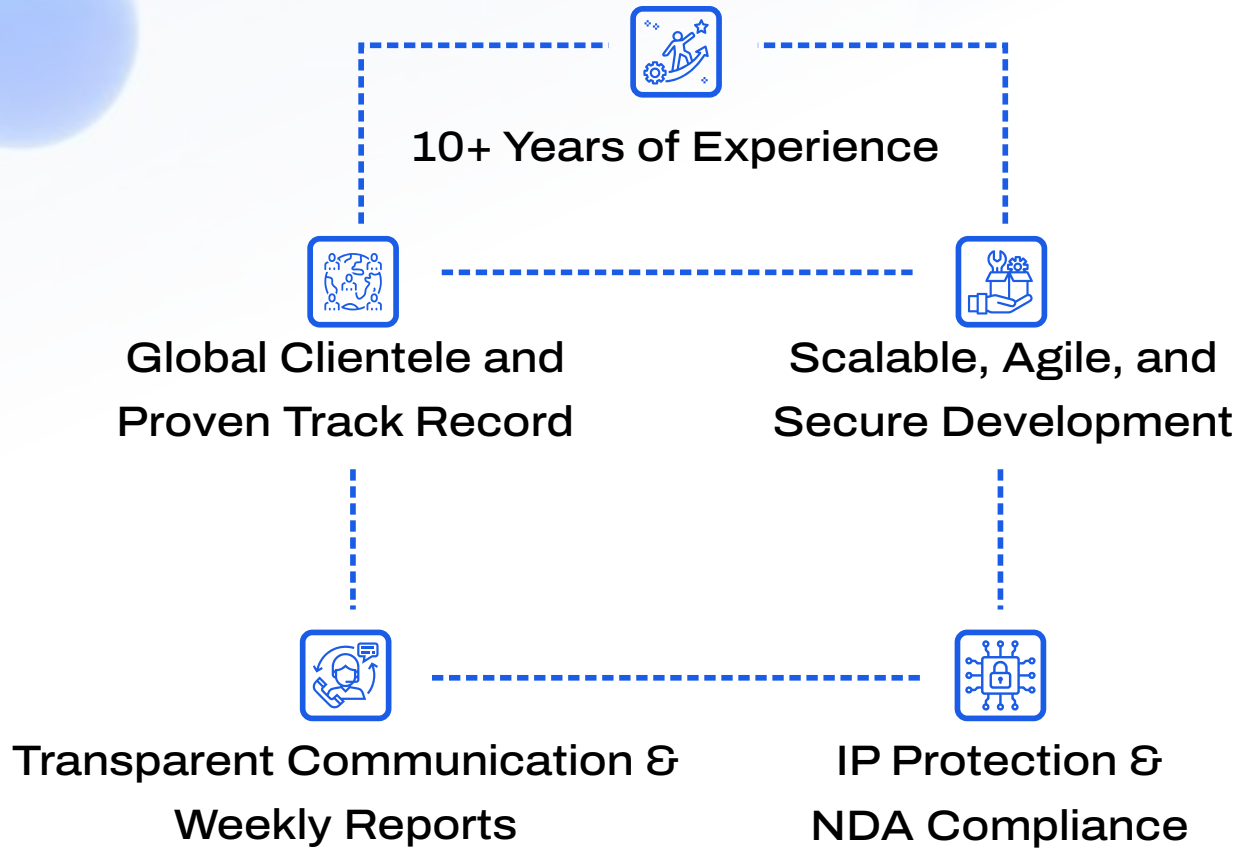 10+ Years of Experience
Global Clientele and
Proven Track Record
Scalable, Agile, and
Secure Development
Transparent Communication &
Weekly Reports
IP Protection &
NDA Compliance